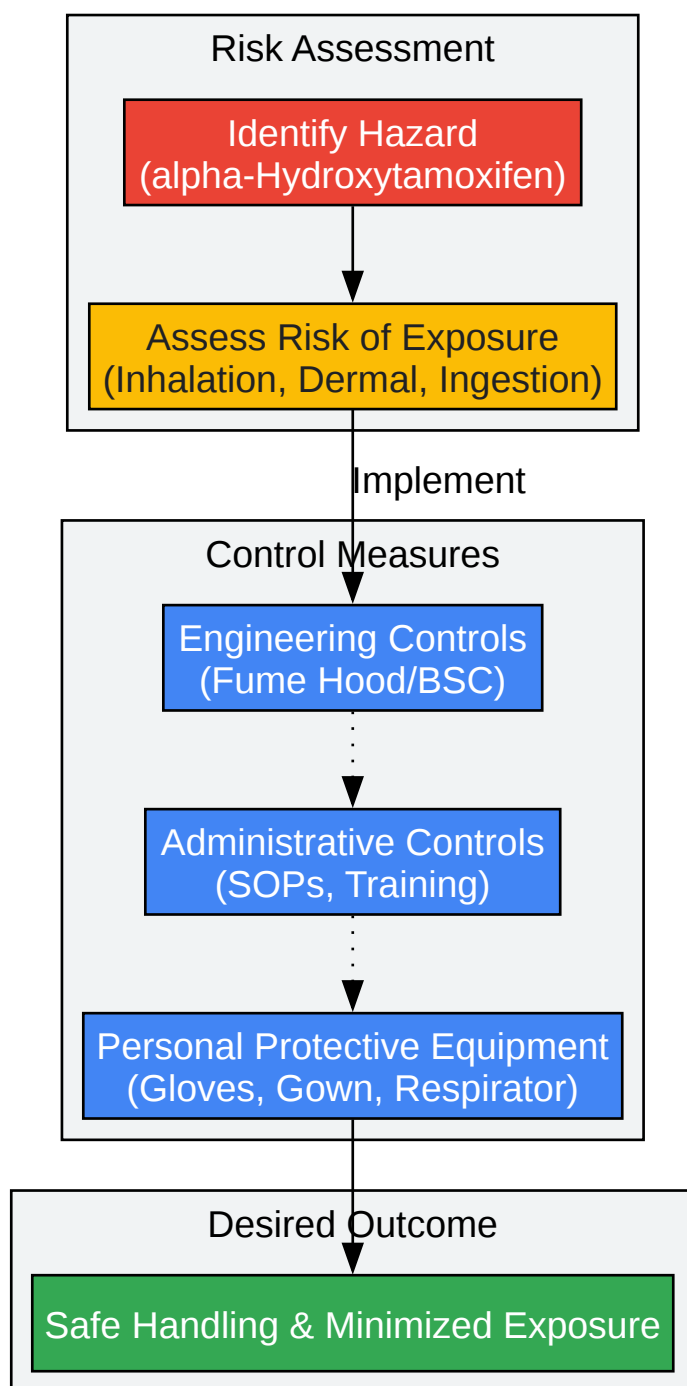 Risk Assessment
Identify Hazard
(alpha-Hydroxytamoxifen)
Assess Risk of Exposure
(Inhalation, Dermal, Ingestion)
Implement
Control Measures
Engineering Controls
(Fume Hood/BSC)
Administrative Controls
(SOPs, Training)
Personal Protective Equipment
(Gloves, Gown, Respirator)
Desired Outcome
Safe Handling & Minimized Exposure